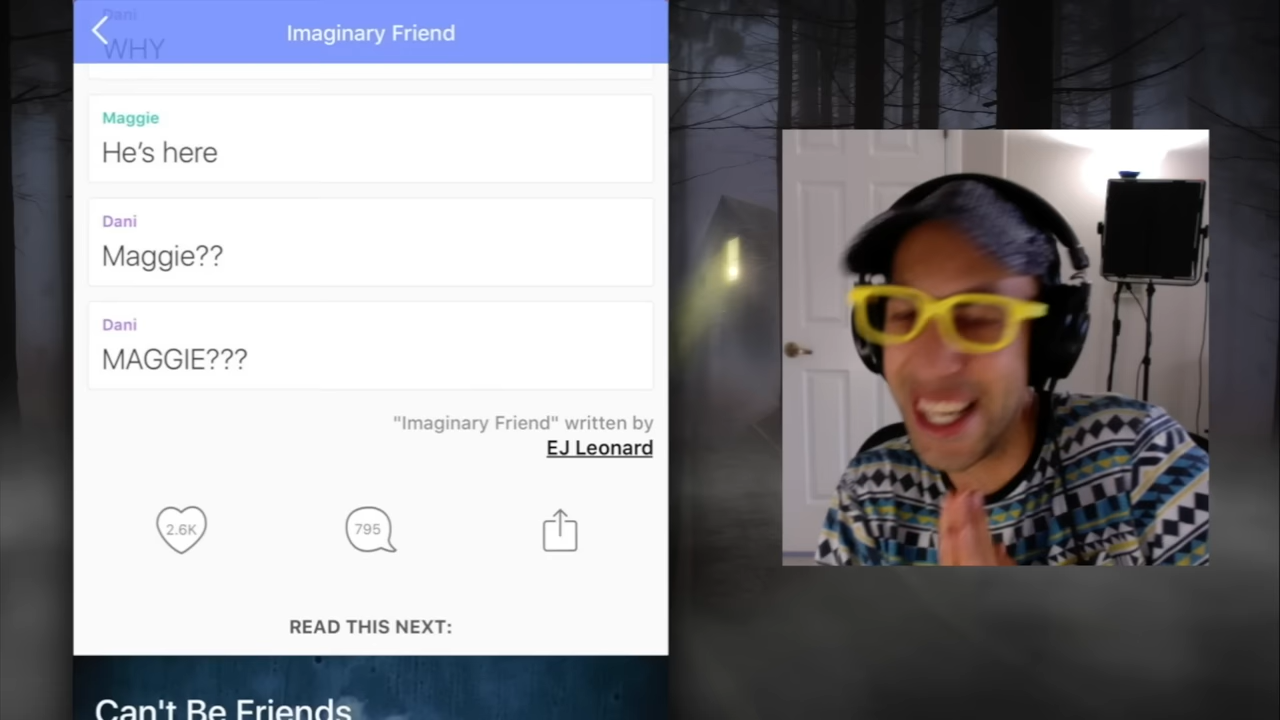 Dani
Imaginary Friend
WHY
Maggie
He's here
Dani
Maggie??
Dani
MAGGIE???
"Imaginary Friend" written by
EJ Leonard
2.6K
795
READ THIS NEXT:
Can't Be Friends